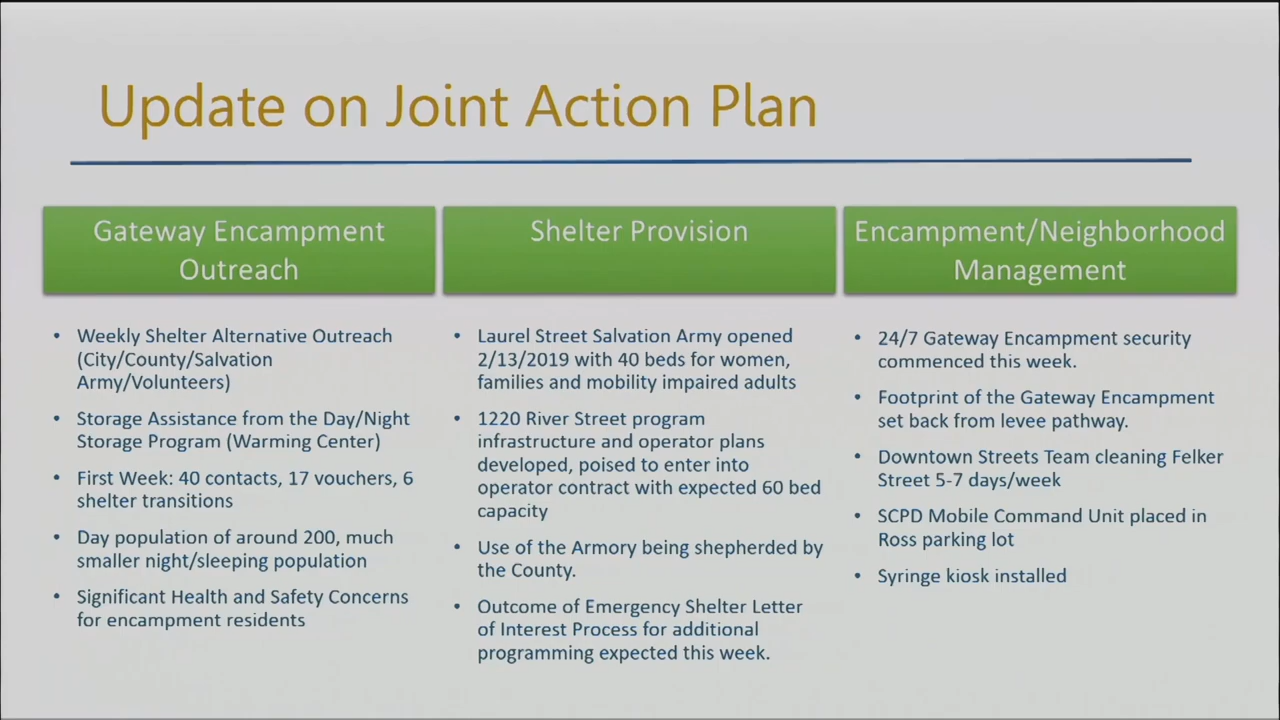 Update on Joint Action Plan
Gateway Encampment
Outreach
• Weekly Shelter Alternative Outreach
(City/County/Salvation
Army/Volunteers)
• Storage Assistance from the Day/Night
Storage Program (Warming Center)
• First Week: 40 contacts, 17 vouchers, 6
shelter transitions
• Day population of around 200, much
smaller night/sleeping population
• Significant Health and Safety Concerns
for encampment residents
Shelter Provision
• Laurel Street Salvation Army opened
2/13/2019 with 40 beds for women,
families and mobility impaired adults
• 1220 River Street program
infrastructure and operator plans
developed, poised to enter into
operator contract with expected 60 bed
capacity
• Use of the Armory being shepherded by
the County.
• Outcome of Emergency Shelter Letter
of Interest Process for additional
programming expected this week.
Encampment/Neighborhood
Management
• 24/7 Gateway Encampment security
commenced this week.
• Footprint of the Gateway Encampment
set back from levee pathway.
• Downtown Streets Team cleaning Felker
Street 5-7 days/week
• SCPD Mobile Command Unit placed in
Ross parking lot
• Syringe kiosk installed